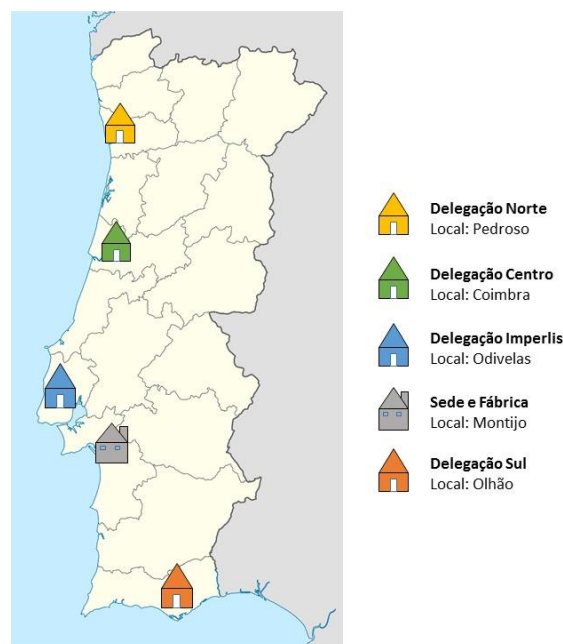 Delegação Norte
Local: Pedroso
Delegação Centro
Local: Coimbra
Delegação Imperlis
Local: Odivelas
Sede e Fábrica
Local: Montijo
Delegação Sul
Local: Olhão